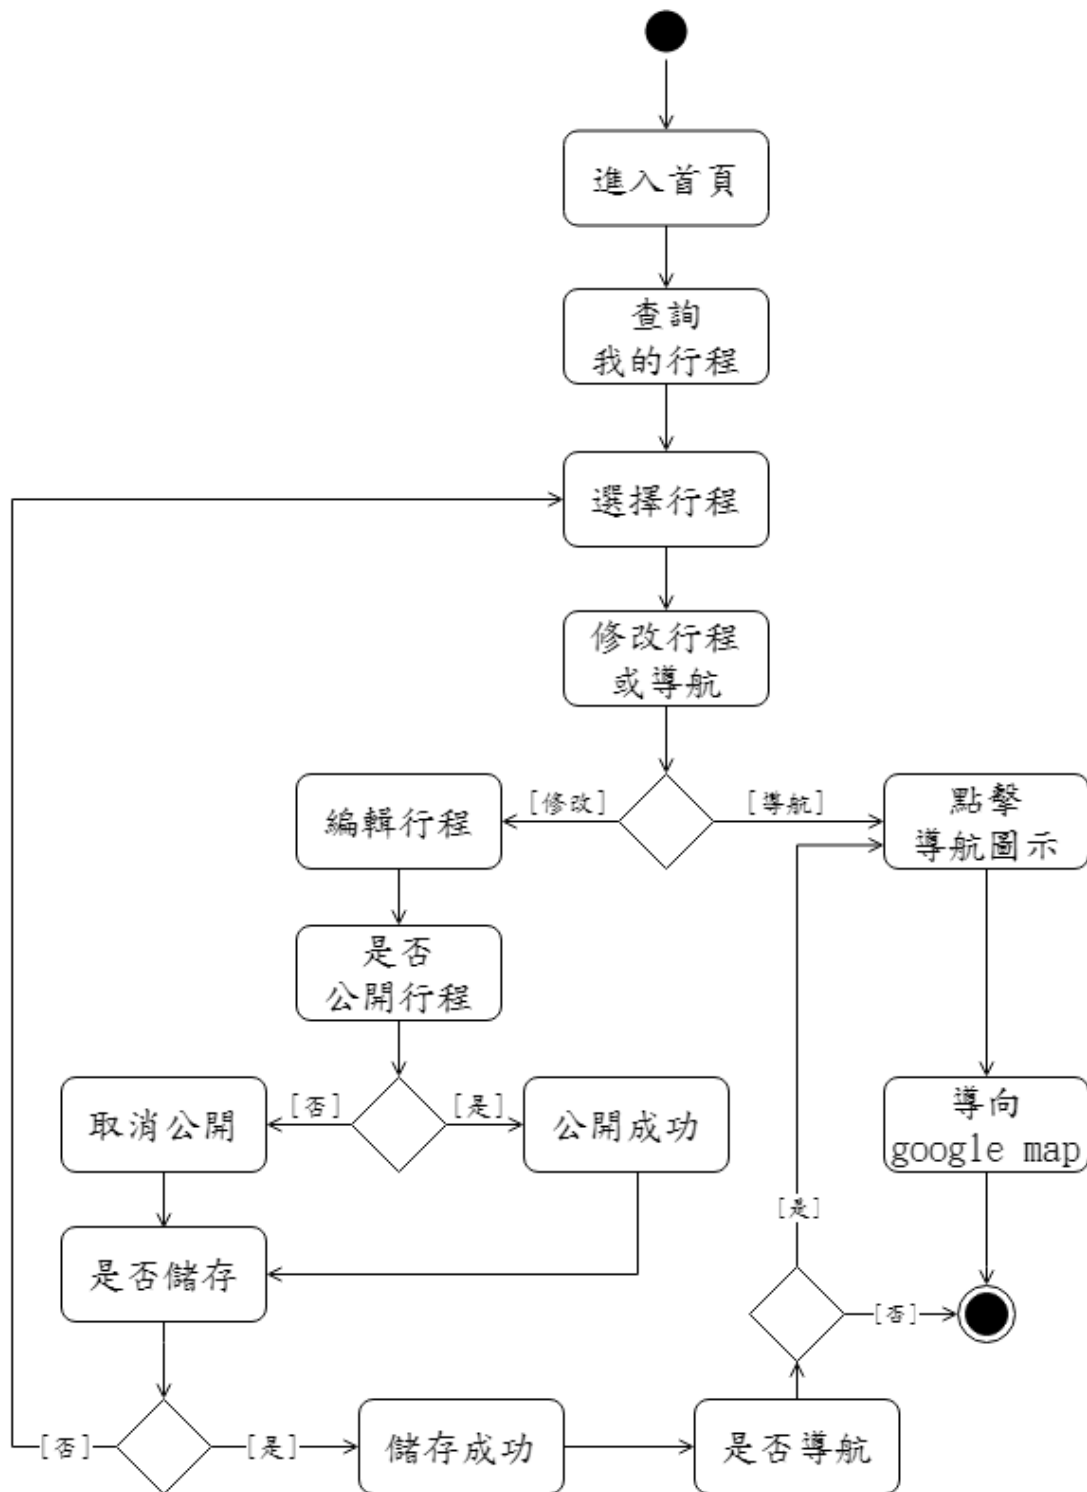 進入首頁
查詢
我的行程
選擇行程
修改行程
或導航
[修改]
[導航]
編輯行程
點擊
導航圖示
是否
公開行程
[否]
[是]
取消公開
公開成功
導向
google map
[是]
是否儲存
[否]
[否]
[是]
儲存成功
是否導航